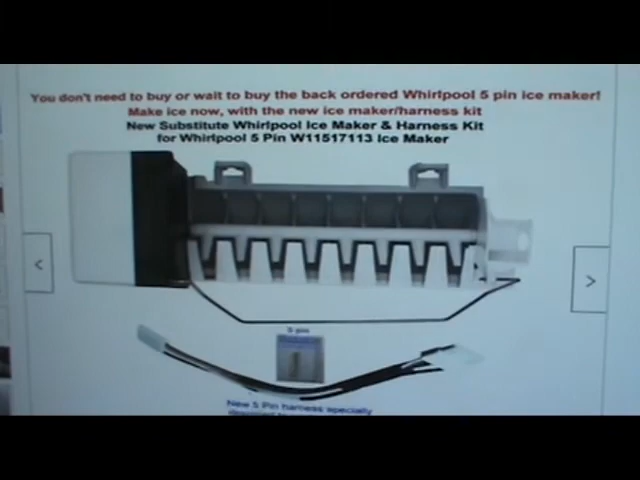 You don't need to buy or wait to buy the back ordered Whirlpool 5 pin ice maker!
Make ice now, with the new ice maker/harness kit
New Substitute Whirlpool Ice Maker & Harness Kit
for Whirlpool 5 Pin W11517113 Ice Maker
<
>
5 pin
New 5 Pin harness specially